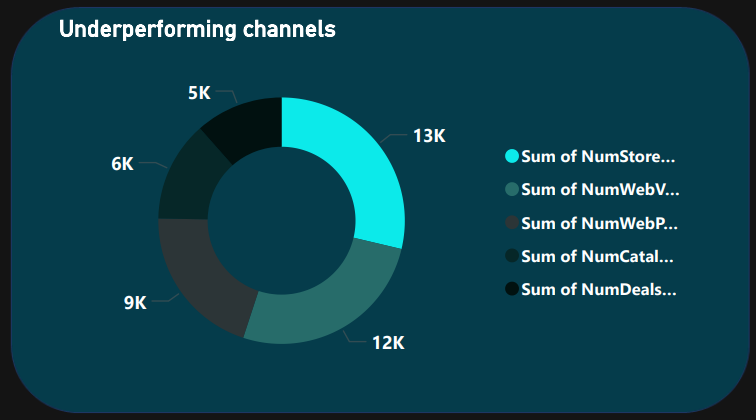 Underperforming channels
5K
13K
6K
9K
12K
Sum of NumStore...
Sum of NumWebV...
Sum of NumWebP...
Sum of NumCatal...
Sum of NumDeals...